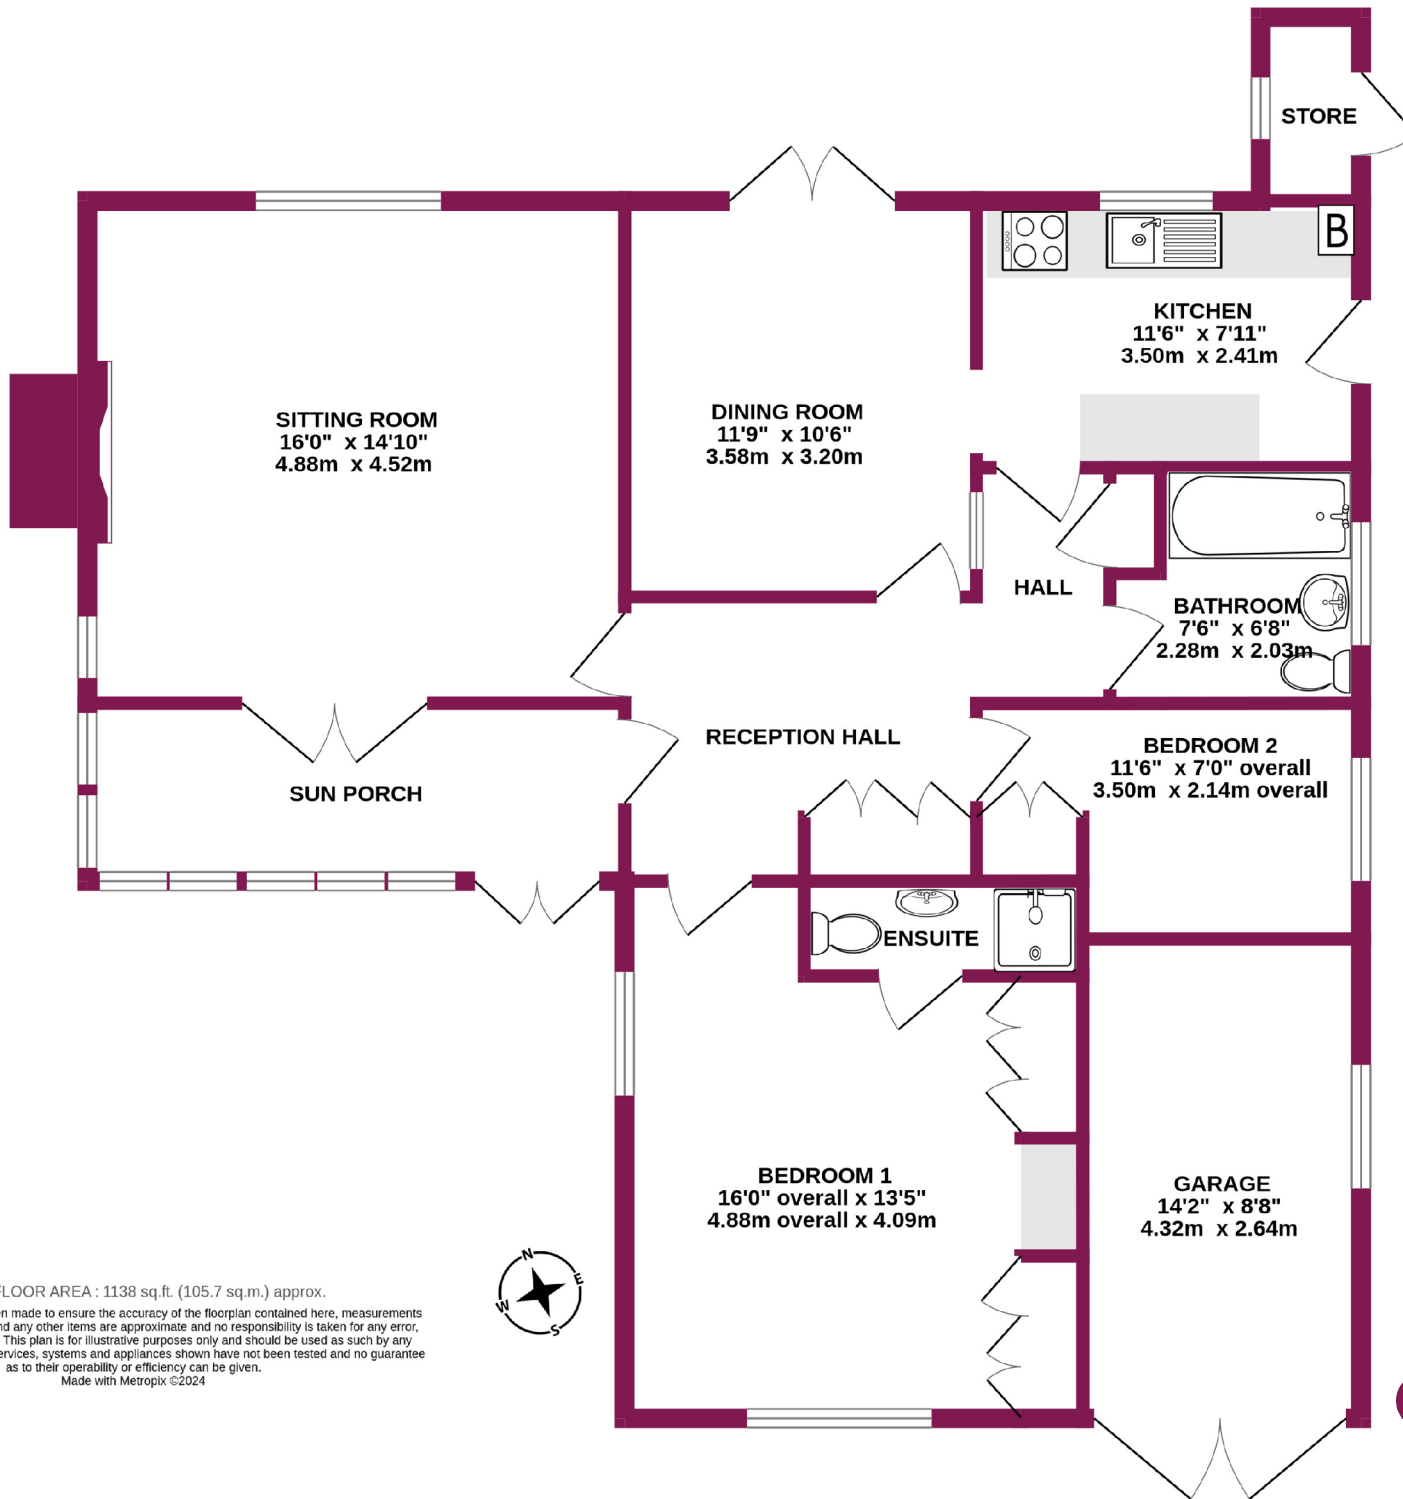 STORE
B
KITCHEN
11'6" x 7'11"
3.50m x 2.41m
SITTING ROOM
16'0" x 14'10"
4.88m x 4.52m
DINING ROOM
11'9" x 10'6"
3.58m x 3.20m
HALL
BATHROOM
7'6" x 6'8"
2.28m x 2.03m
RECEPTION HALL
BEDROOM 2
11'6" x 7'0" overall
3.50m x 2.14m overall
SUN PORCH
ENSUITE
BEDROOM 1
16'0" overall x 13'5"
4.88m overall x 4.09m
GARAGE
14'2" x 8'8"
4.32m x 2.64m
N
E
W
S
FLOOR AREA : 1138 sq.ft. (105.7 sq.m.) approx.
made to ensure the accuracy of the floorplan contained here, measurements
any other items are approximate and no responsibility is taken for any error,
This plan is for illustrative purposes only and should be used as such by any
systems and appliances shown have not been tested and no guarantee
as to their operability or efficiency can be given.
Made with Metropix ©2024